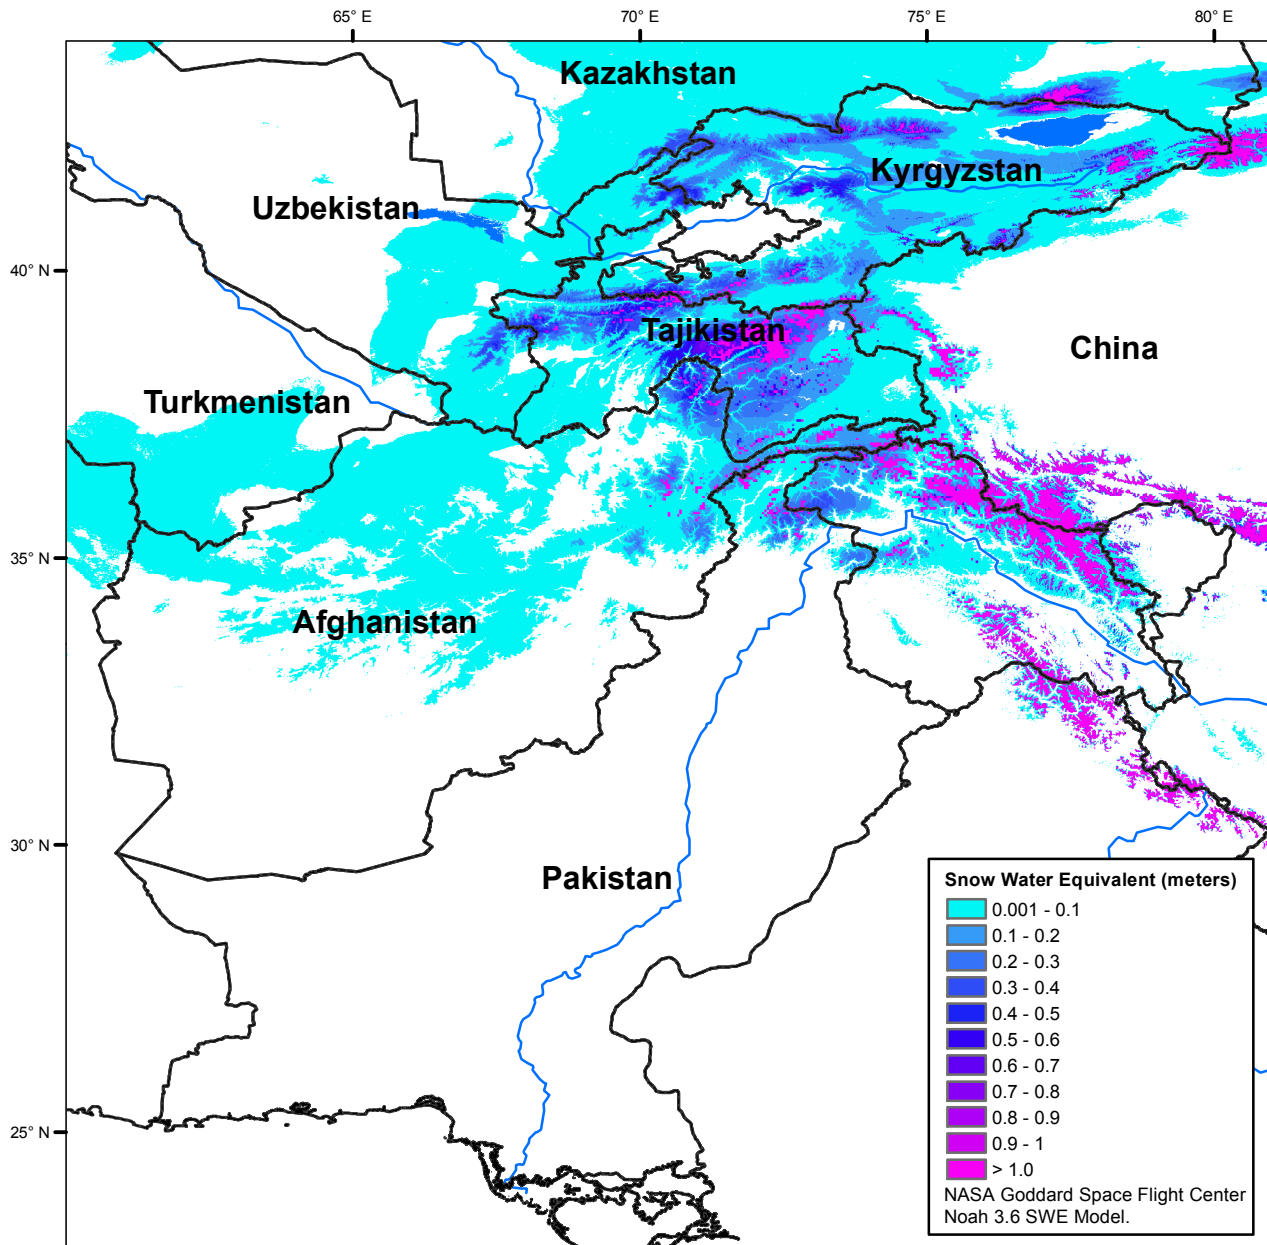 65° E
70° E
75° E
80° E
Kazakhstan
Kyrgyzstan
Uzbekistan
40° N
Tajikistan
China
Turkmenistan
35° N
Afghanistan
30° N
Pakistan
25° N
Snow Water Equivalent (meters)
0.001 - 0.1
0.1 - 0.2
0.2 - 0.3
0.3 - 0.4
0.4 - 0.5
0.5 - 0.6
0.6 - 0.7
0.7 - 0.8
0.8 - 0.9
0.9 - 1
> 1.0
NASA Goddard Space Flight Center
Noah 3.6 SWE Model.